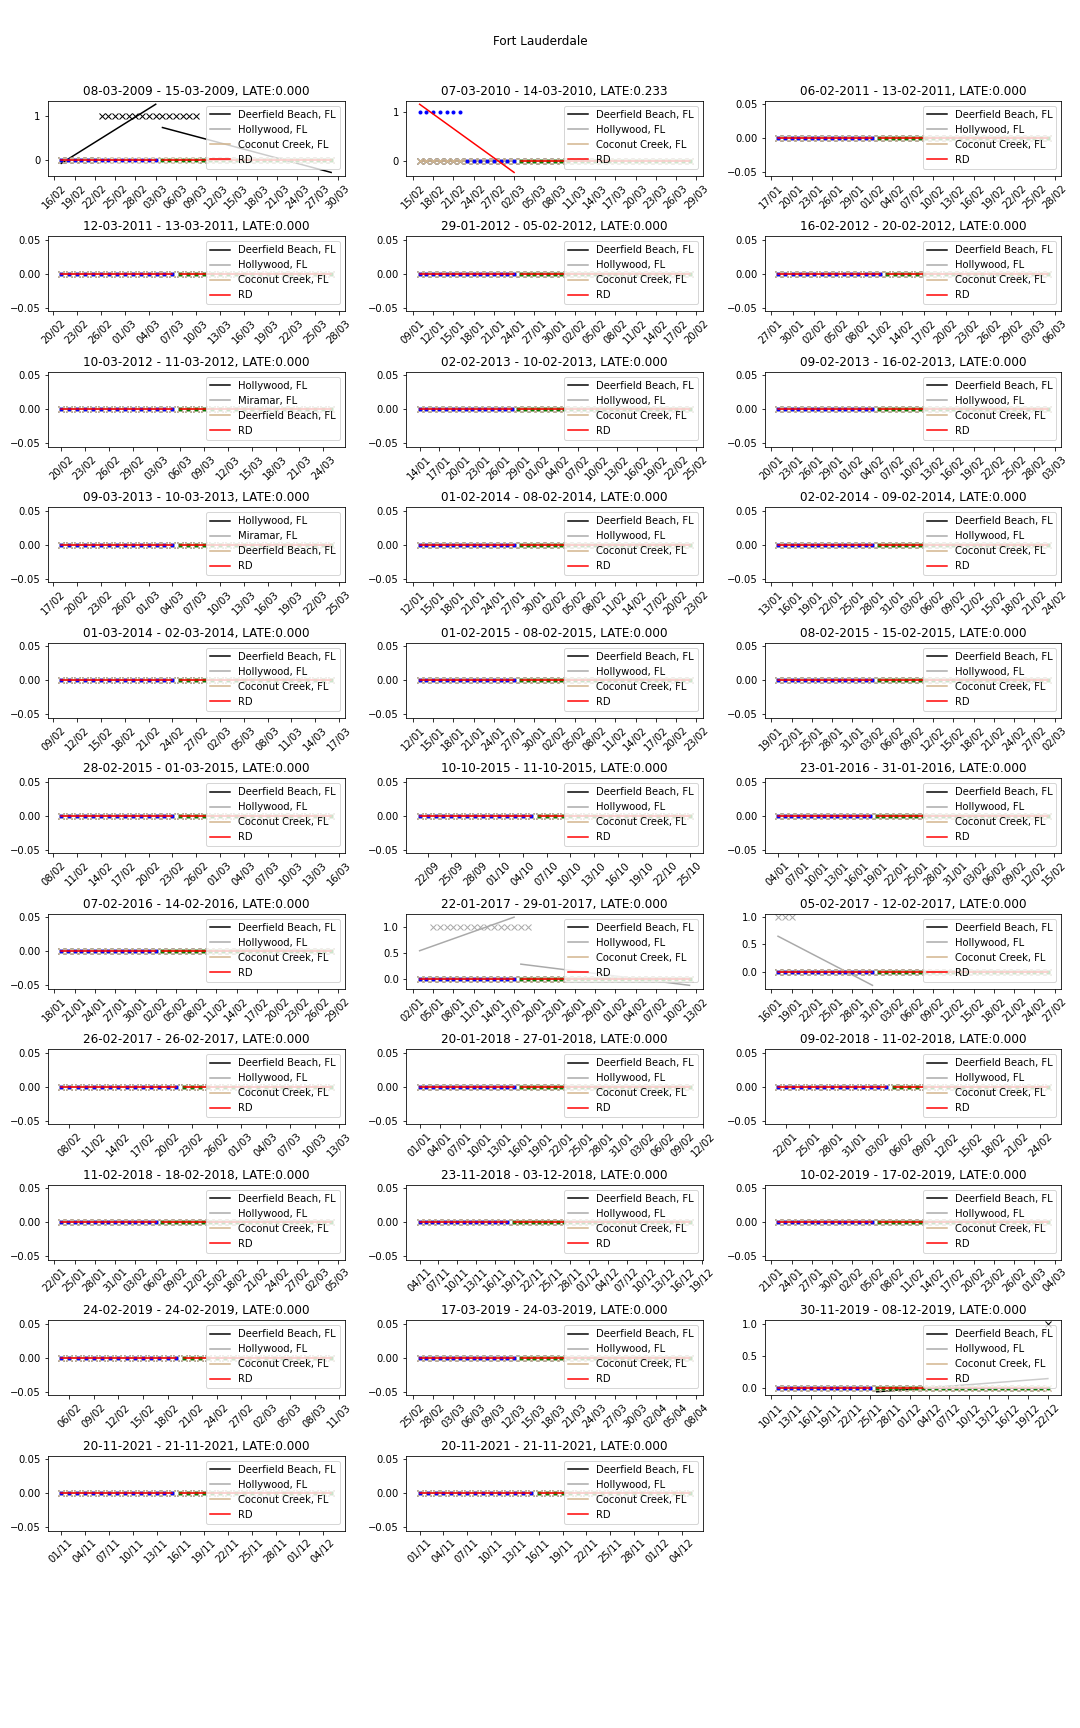 Fort Lauderdale
08-03-2009 - 15-03-2009, LATE:0.000
1
0
Deerfield Beach, FL
Hollywood, FL
Coconut Creek, FL
RD
16/02 19/02 22/02 25/02 28/02 03/03 06/03 09/03 12/03 15/03 18/03 21/03 24/03 27/03 30/03
07-03-2010 - 14-03-2010, LATE:0.233
1
0
Deerfield Beach, FL
Hollywood, FL
Coconut Creek, FL
RD
15/02 18/02 21/02 24/02 27/02 02/03 05/03 08/03 11/03 14/03 17/03 20/03 23/03 26/03 29/03
06-02-2011 - 13-02-2011, LATE:0.000
0.05
0.00
−0.05
Deerfield Beach, FL
Hollywood, FL
Coconut Creek, FL
RD
17/01 20/01 23/01 26/01 29/01 01/02 04/02 07/02 10/02 13/02 16/02 19/02 22/02 25/02 28/02
12-03-2011 - 13-03-2011, LATE:0.000
0.05
0.00
−0.05
Deerfield Beach, FL
Hollywood, FL
Coconut Creek, FL
RD
20/02 23/02 26/02 01/03 04/03 07/03 10/03 13/03 16/03 19/03 22/03 25/03 28/03
29-01-2012 - 05-02-2012, LATE:0.000
0.05
0.00
−0.05
Deerfield Beach, FL
Hollywood, FL
Coconut Creek, FL
RD
09/01 12/01 15/01 18/01 21/01 24/01 27/01 30/01 02/02 05/02 08/02 11/02 14/02 17/02 20/02
16-02-2012 - 20-02-2012, LATE:0.000
0.05
0.00
−0.05
Deerfield Beach, FL
Hollywood, FL
Coconut Creek, FL
RD
27/01 30/01 02/02 05/02 08/02 11/02 14/02 17/02 20/02 23/02 26/02 29/02 03/03 06/03
10-03-2012 - 11-03-2012, LATE:0.000
0.05
0.00
−0.05
Hollywood, FL
Miramar, FL
Deerfield Beach, FL
RD
20/02 23/02 26/02 29/02 03/03 06/03 09/03 12/03 15/03 18/03 21/03 24/03
02-02-2013 - 10-02-2013, LATE:0.000
0.05
0.00
−0.05
Deerfield Beach, FL
Hollywood, FL
Coconut Creek, FL
RD
14/01 17/01 20/01 23/01 26/01 29/01 01/02 04/02 07/02 10/02 13/02 16/02 19/02 22/02 25/02
09-02-2013 - 16-02-2013, LATE:0.000
0.05
0.00
−0.05
Deerfield Beach, FL
Hollywood, FL
Coconut Creek, FL
RD
20/01 23/01 26/01 29/01 01/02 04/02 07/02 10/02 13/02 16/02 19/02 22/02 25/02 28/02 03/03
09-03-2013 - 10-03-2013, LATE:0.000
0.05
0.00
−0.05
Hollywood, FL
Miramar, FL
Deerfield Beach, FL
RD
17/02 20/02 23/02 26/02 01/03 04/03 07/03 10/03 13/03 16/03 19/03 22/03 25/03
01-02-2014 - 08-02-2014, LATE:0.000
0.05
0.00
−0.05
Deerfield Beach, FL
Hollywood, FL
Coconut Creek, FL
RD
12/01 15/01 18/01 21/01 24/01 27/01 30/01 02/02 05/02 08/02 11/02 14/02 17/02 20/02 23/02
02-02-2014 - 09-02-2014, LATE:0.000
0.05
0.00
−0.05
Deerfield Beach, FL
Hollywood, FL
Coconut Creek, FL
RD
13/01 16/01 19/01 22/01 25/01 28/01 31/01 03/02 06/02 09/02 12/02 15/02 18/02 21/02 24/02
01-03-2014 - 02-03-2014, LATE:0.000
0.05
0.00
−0.05
Deerfield Beach, FL
Hollywood, FL
Coconut Creek, FL
RD
09/02 12/02 15/02 18/02 21/02 24/02 27/02 02/03 05/03 08/03 11/03 14/03 17/03
01-02-2015 - 08-02-2015, LATE:0.000
0.05
0.00
−0.05
Deerfield Beach, FL
Hollywood, FL
Coconut Creek, FL
RD
12/01 15/01 18/01 21/01 24/01 27/01 30/01 02/02 05/02 08/02 11/02 14/02 17/02 20/02 23/02
08-02-2015 - 15-02-2015, LATE:0.000
0.05
0.00
−0.05
Deerfield Beach, FL
Hollywood, FL
Coconut Creek, FL
RD
19/01 22/01 25/01 28/01 31/01 03/02 06/02 09/02 12/02 15/02 18/02 21/02 24/02 27/02 02/03
28-02-2015 - 01-03-2015, LATE:0.000
0.05
0.00
−0.05
Deerfield Beach, FL
Hollywood, FL
Coconut Creek, FL
RD
08/02 11/02 14/02 17/02 20/02 23/02 26/02 01/03 04/03 07/03 10/03 13/03 16/03
10-10-2015 - 11-10-2015, LATE:0.000
0.05
0.00
−0.05
Deerfield Beach, FL
Hollywood, FL
Coconut Creek, FL
RD
22/09 25/09 28/09 01/10 04/10 07/10 10/10 13/10 16/10 19/10 22/10 25/10
23-01-2016 - 31-01-2016, LATE:0.000
0.05
0.00
−0.05
Deerfield Beach, FL
Hollywood, FL
Coconut Creek, FL
RD
04/01 07/01 10/01 13/01 16/01 19/01 22/01 25/01 28/01 31/01 03/02 06/02 09/02 12/02 15/02
07-02-2016 - 14-02-2016, LATE:0.000
0.05
0.00
−0.05
Deerfield Beach, FL
Hollywood, FL
Coconut Creek, FL
RD
18/01 21/01 24/01 27/01 30/01 02/02 05/02 08/02 11/02 14/02 17/02 20/02 23/02 26/02 29/02
22-01-2017 - 29-01-2017, LATE:0.000
1.0
0.5
0.0
Deerfield Beach, FL
Hollywood, FL
Coconut Creek, FL
RD
02/01 05/01 08/01 11/01 14/01 17/01 20/01 23/01 26/01 29/01 01/02 04/02 07/02 10/02 13/02
05-02-2017 - 12-02-2017, LATE:0.000
1.0
0.5
0.0
Deerfield Beach, FL
Hollywood, FL
Coconut Creek, FL
RD
16/01 19/01 22/01 25/01 28/01 31/01 03/02 06/02 09/02 12/02 15/02 18/02 21/02 24/02 27/02
26-02-2017 - 26-02-2017, LATE:0.000
0.05
0.00
−0.05
Deerfield Beach, FL
Hollywood, FL
Coconut Creek, FL
RD
08/02 11/02 14/02 17/02 20/02 23/02 26/02 01/03 04/03 07/03 10/03 13/03
20-01-2018 - 27-01-2018, LATE:0.000
0.05
0.00
−0.05
Deerfield Beach, FL
Hollywood, FL
Coconut Creek, FL
RD
01/01 04/01 07/01 10/01 13/01 16/01 19/01 22/01 25/01 28/01 31/01 03/02 06/02 09/02 12/02
09-02-2018 - 11-02-2018, LATE:0.000
0.05
0.00
−0.05
Deerfield Beach, FL
Hollywood, FL
Coconut Creek, FL
RD
22/01 25/01 28/01 31/01 03/02 06/02 09/02 12/02 15/02 18/02 21/02 24/02
11-02-2018 - 18-02-2018, LATE:0.000
0.05
0.00
−0.05
Deerfield Beach, FL
Hollywood, FL
Coconut Creek, FL
RD
22/01 25/01 28/01 31/01 03/02 06/02 09/02 12/02 15/02 18/02 21/02 24/02 27/02 02/03 05/03
23-11-2018 - 03-12-2018, LATE:0.000
0.05
0.00
−0.05
Deerfield Beach, FL
Hollywood, FL
Coconut Creek, FL
RD
04/11 07/11 10/11 13/11 16/11 19/11 22/11 25/11 28/11 01/12 04/12 07/12 10/12 13/12 16/12 19/12
10-02-2019 - 17-02-2019, LATE:0.000
0.05
0.00
−0.05
Deerfield Beach, FL
Hollywood, FL
Coconut Creek, FL
RD
21/01 24/01 27/01 30/01 02/02 05/02 08/02 11/02 14/02 17/02 20/02 23/02 26/02 01/03 04/03
24-02-2019 - 24-02-2019, LATE:0.000
0.05
0.00
−0.05
Deerfield Beach, FL
Hollywood, FL
Coconut Creek, FL
RD
06/02 09/02 12/02 15/02 18/02 21/02 24/02 27/02 02/03 05/03 08/03 11/03
17-03-2019 - 24-03-2019, LATE:0.000
0.05
0.00
−0.05
Deerfield Beach, FL
Hollywood, FL
Coconut Creek, FL
RD
25/02 28/02 03/03 06/03 09/03 12/03 15/03 18/03 21/03 24/03 27/03 30/03 02/04 05/04 08/04
30-11-2019 - 08-12-2019, LATE:0.000
1.0
0.5
0.0
Deerfield Beach, FL
Hollywood, FL
Coconut Creek, FL
RD
10/11 13/11 16/11 19/11 22/11 25/11 28/11 01/12 04/12 07/12 10/12 13/12 16/12 19/12 22/12
20-11-2021 - 21-11-2021, LATE:0.000
0.05
0.00
−0.05
Deerfield Beach, FL
Hollywood, FL
Coconut Creek, FL
RD
01/11 04/11 07/11 10/11 13/11 16/11 19/11 22/11 25/11 28/11 01/12 04/12
20-11-2021 - 21-11-2021, LATE:0.000
0.05
0.00
−0.05
Deerfield Beach, FL
Hollywood, FL
Coconut Creek, FL
RD
01/11 04/11 07/11 10/11 13/11 16/11 19/11 22/11 25/11 28/11 01/12 04/12